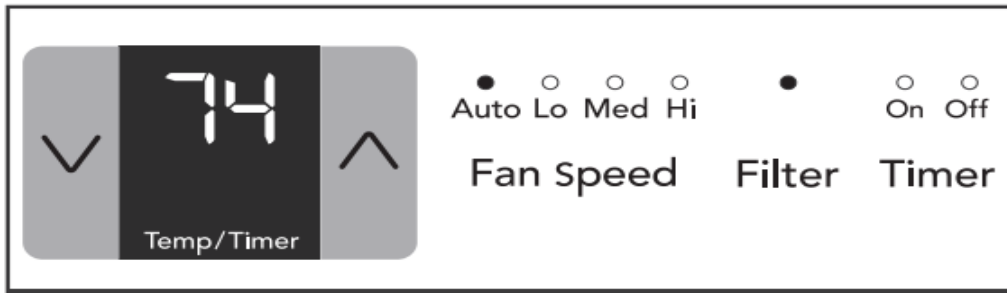 74
Temp/Timer
Auto Lo Med Hi
Fan Speed
Filter
On Off
Timer